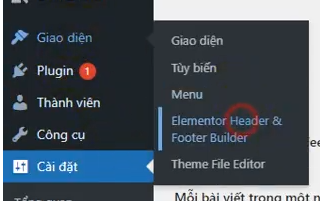 Giao diện
Plugin 1
Thành viên
Công cụ
Cài đặt
Giao diện
Tùy biến
Menu
Elementor Header &
Footer Builder
Theme File Editor
Mỗi bài viết trong một